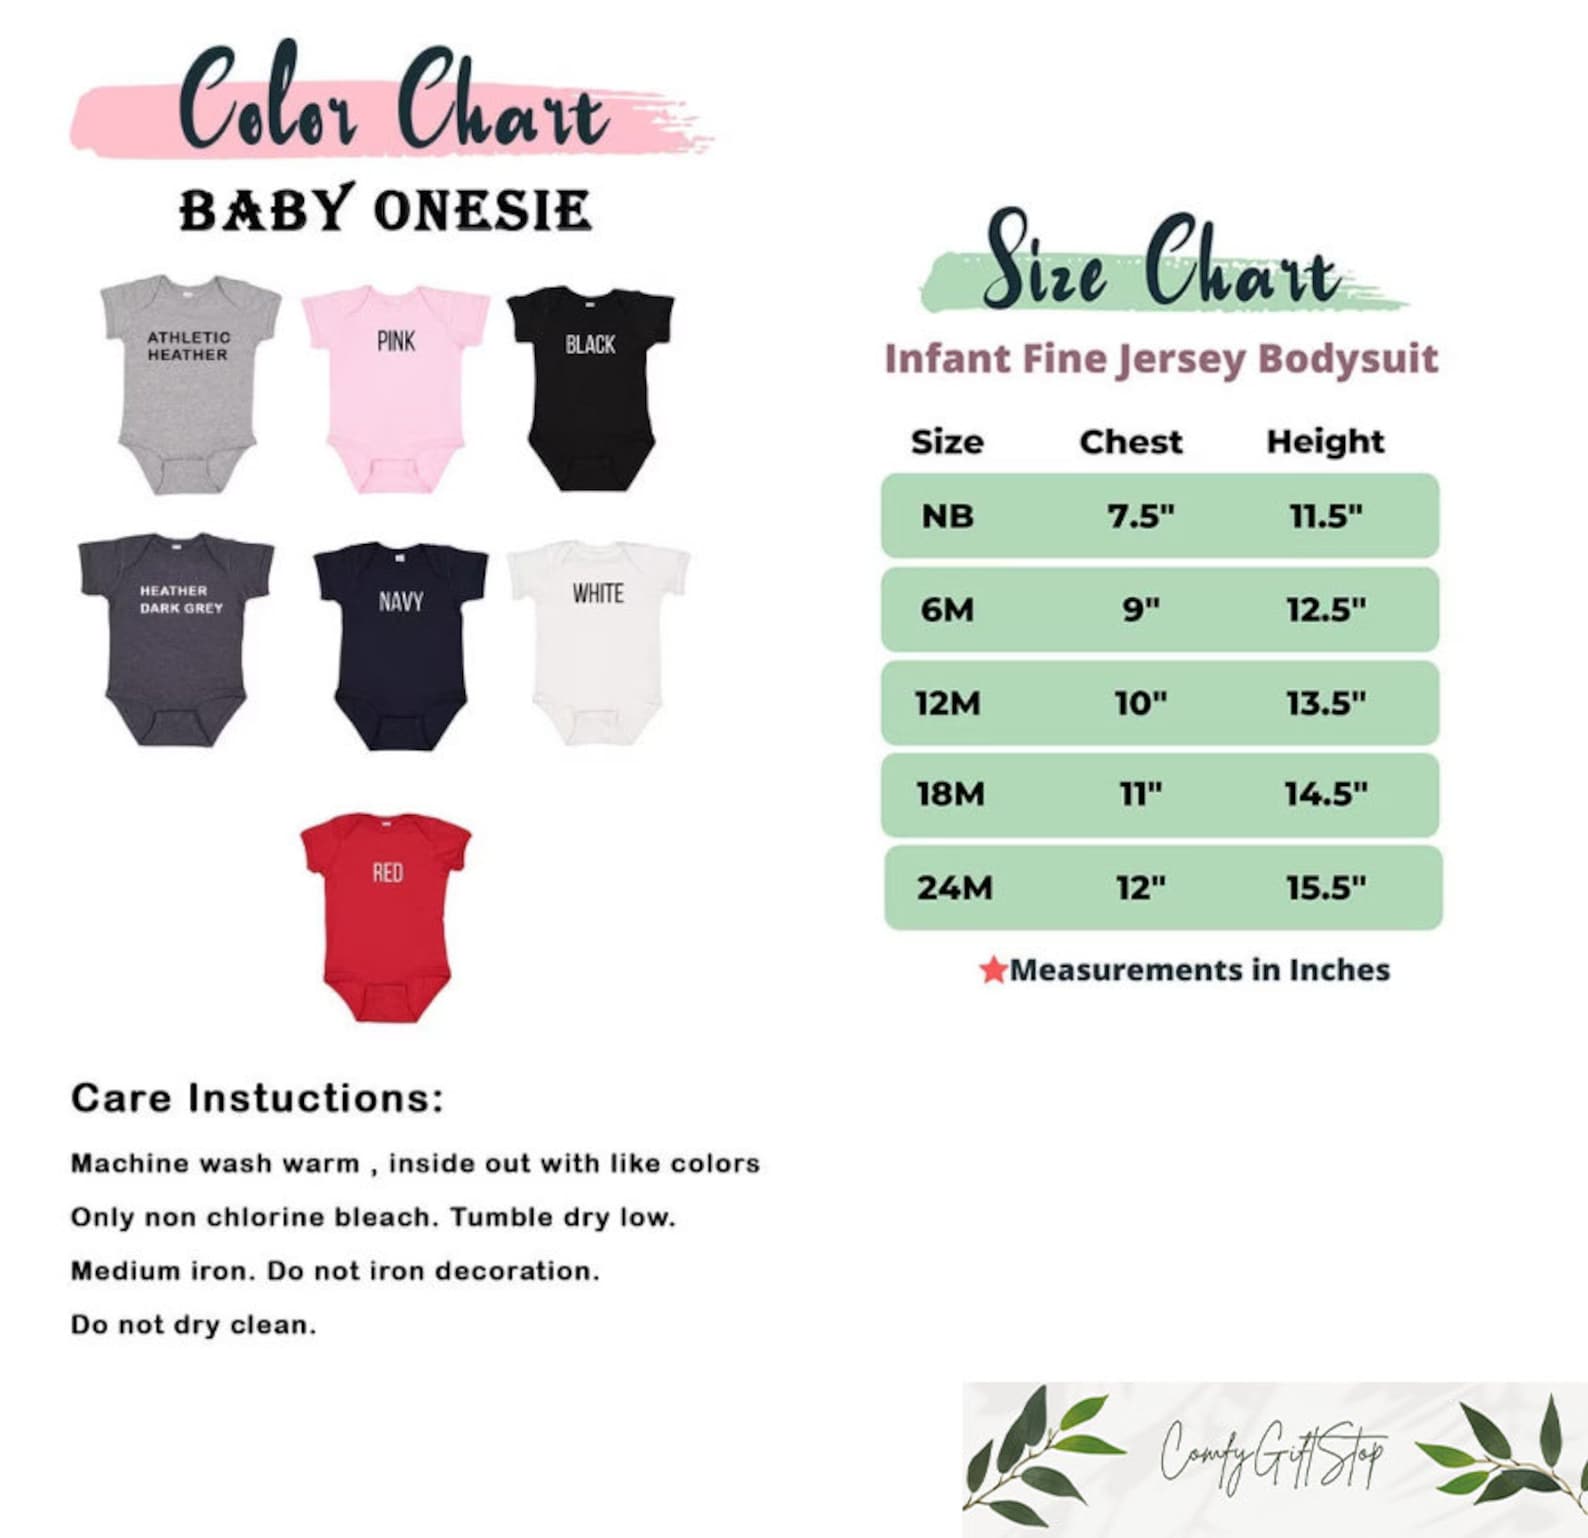 Color Chart
BABY ONESIE
ATHLETIC
HEATHER
PINK
BLACK
HEATHER
DARK GREY
NAVY
WHITE
RED
Care Instuctions:
Machine wash warm , inside out with like colors
Only non chlorine bleach. Tumble dry low.
Medium iron. Do not iron decoration.
Do not dry clean.
Size Chart
Infant Fine Jersey Bodysuit
Size Chest Height
NB 7.5" 11.5"
6M 9" 12.5"
12M 10" 13.5"
18M 11" 14.5"
24M 12" 15.5"
Measurements in Inches
ComfyGiftStop